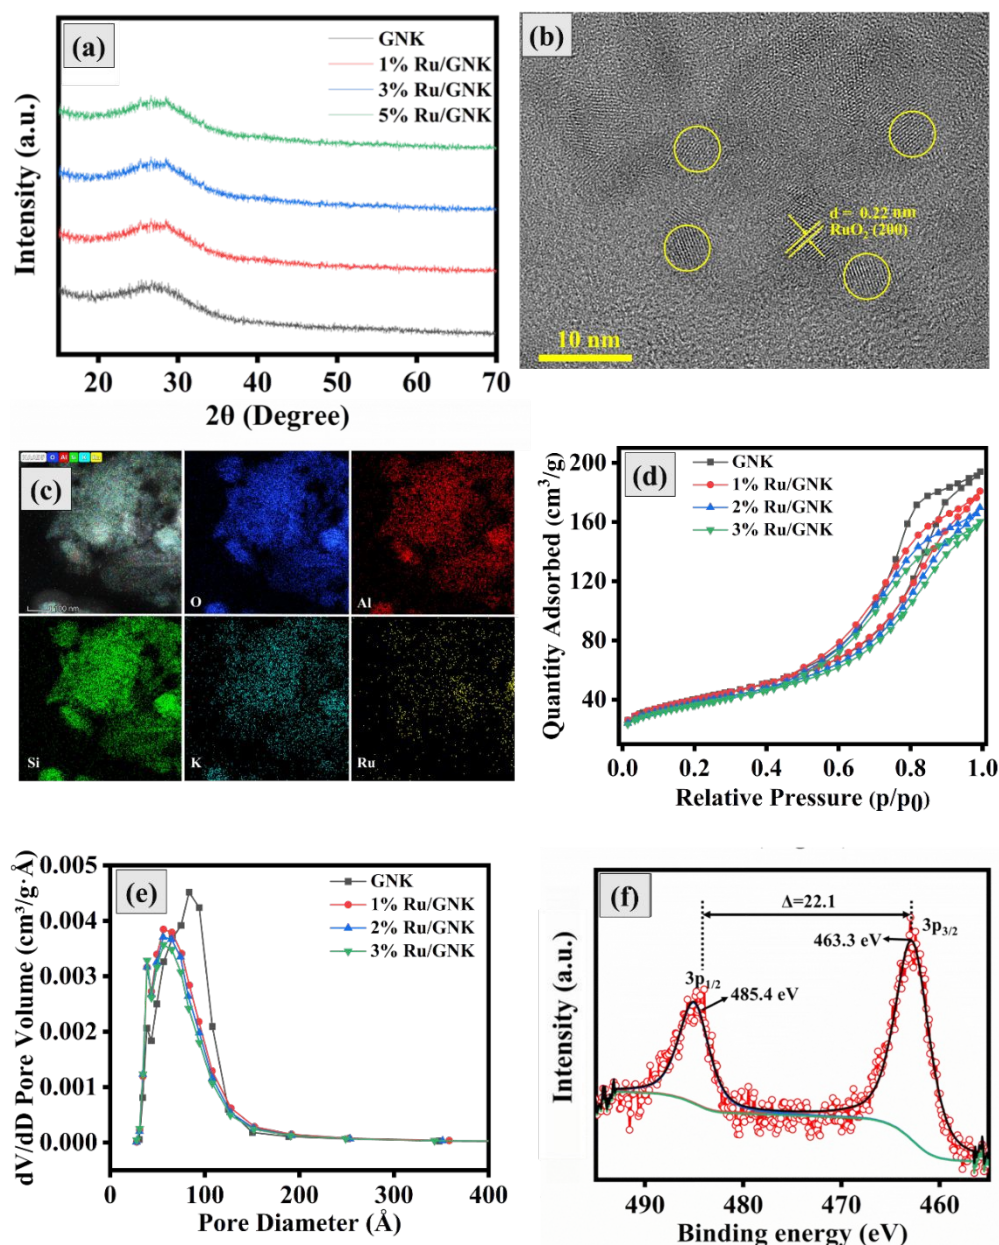 (a)
GNK
1% Ru/GNK
3% Ru/GNK
5% Ru/GNK
Intensity (a.u.)
20 30 40 50 60 70
2θ (Degree)
(b)
d = 0.22 nm
RuO₂ (200)
10 nm
(c)
O
Al
Si
K
Ru
(d)
GNK
1% Ru/GNK
2% Ru/GNK
3% Ru/GNK
Quantity Adsorbed (cm³/g)
200
160
120
80
40
0.0 0.2 0.4 0.6 0.8 1.0
Relative Pressure (p/p0)
(e)
GNK
1% Ru/GNK
2% Ru/GNK
3% Ru/GNK
dV/dD Pore Volume (cm³/g·Å)
0.005
0.004
0.003
0.002
0.001
0.000
0 100 200 300 400
Pore Diameter (Å)
(f)
Δ=22.1
3p3/2
463.3 eV
3p1/2
485.4 eV
Intensity (a.u.)
490 480 470 460
Binding energy (eV)